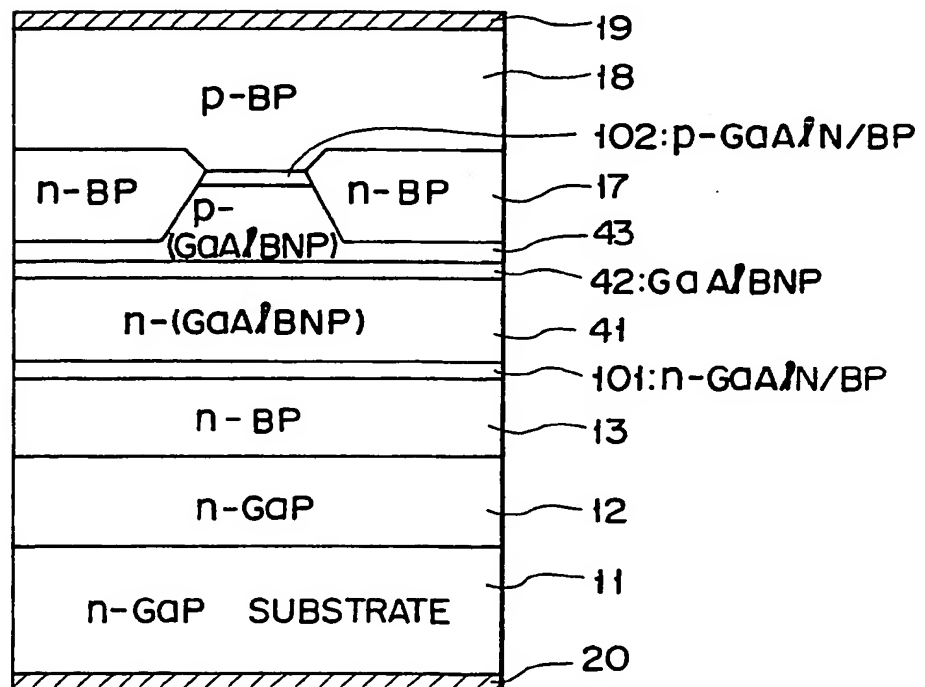 19
18
p-BP
102:p-GaAlN/BP
n-BP
n-BP
17
p-
(GaAlBNP)
43
42:GaAlBNP
n-(GaAlBNP)
41
101:n-GaAlN/BP
n-BP
13
n-GaP
12
11
n-GaP SUBSTRATE
20